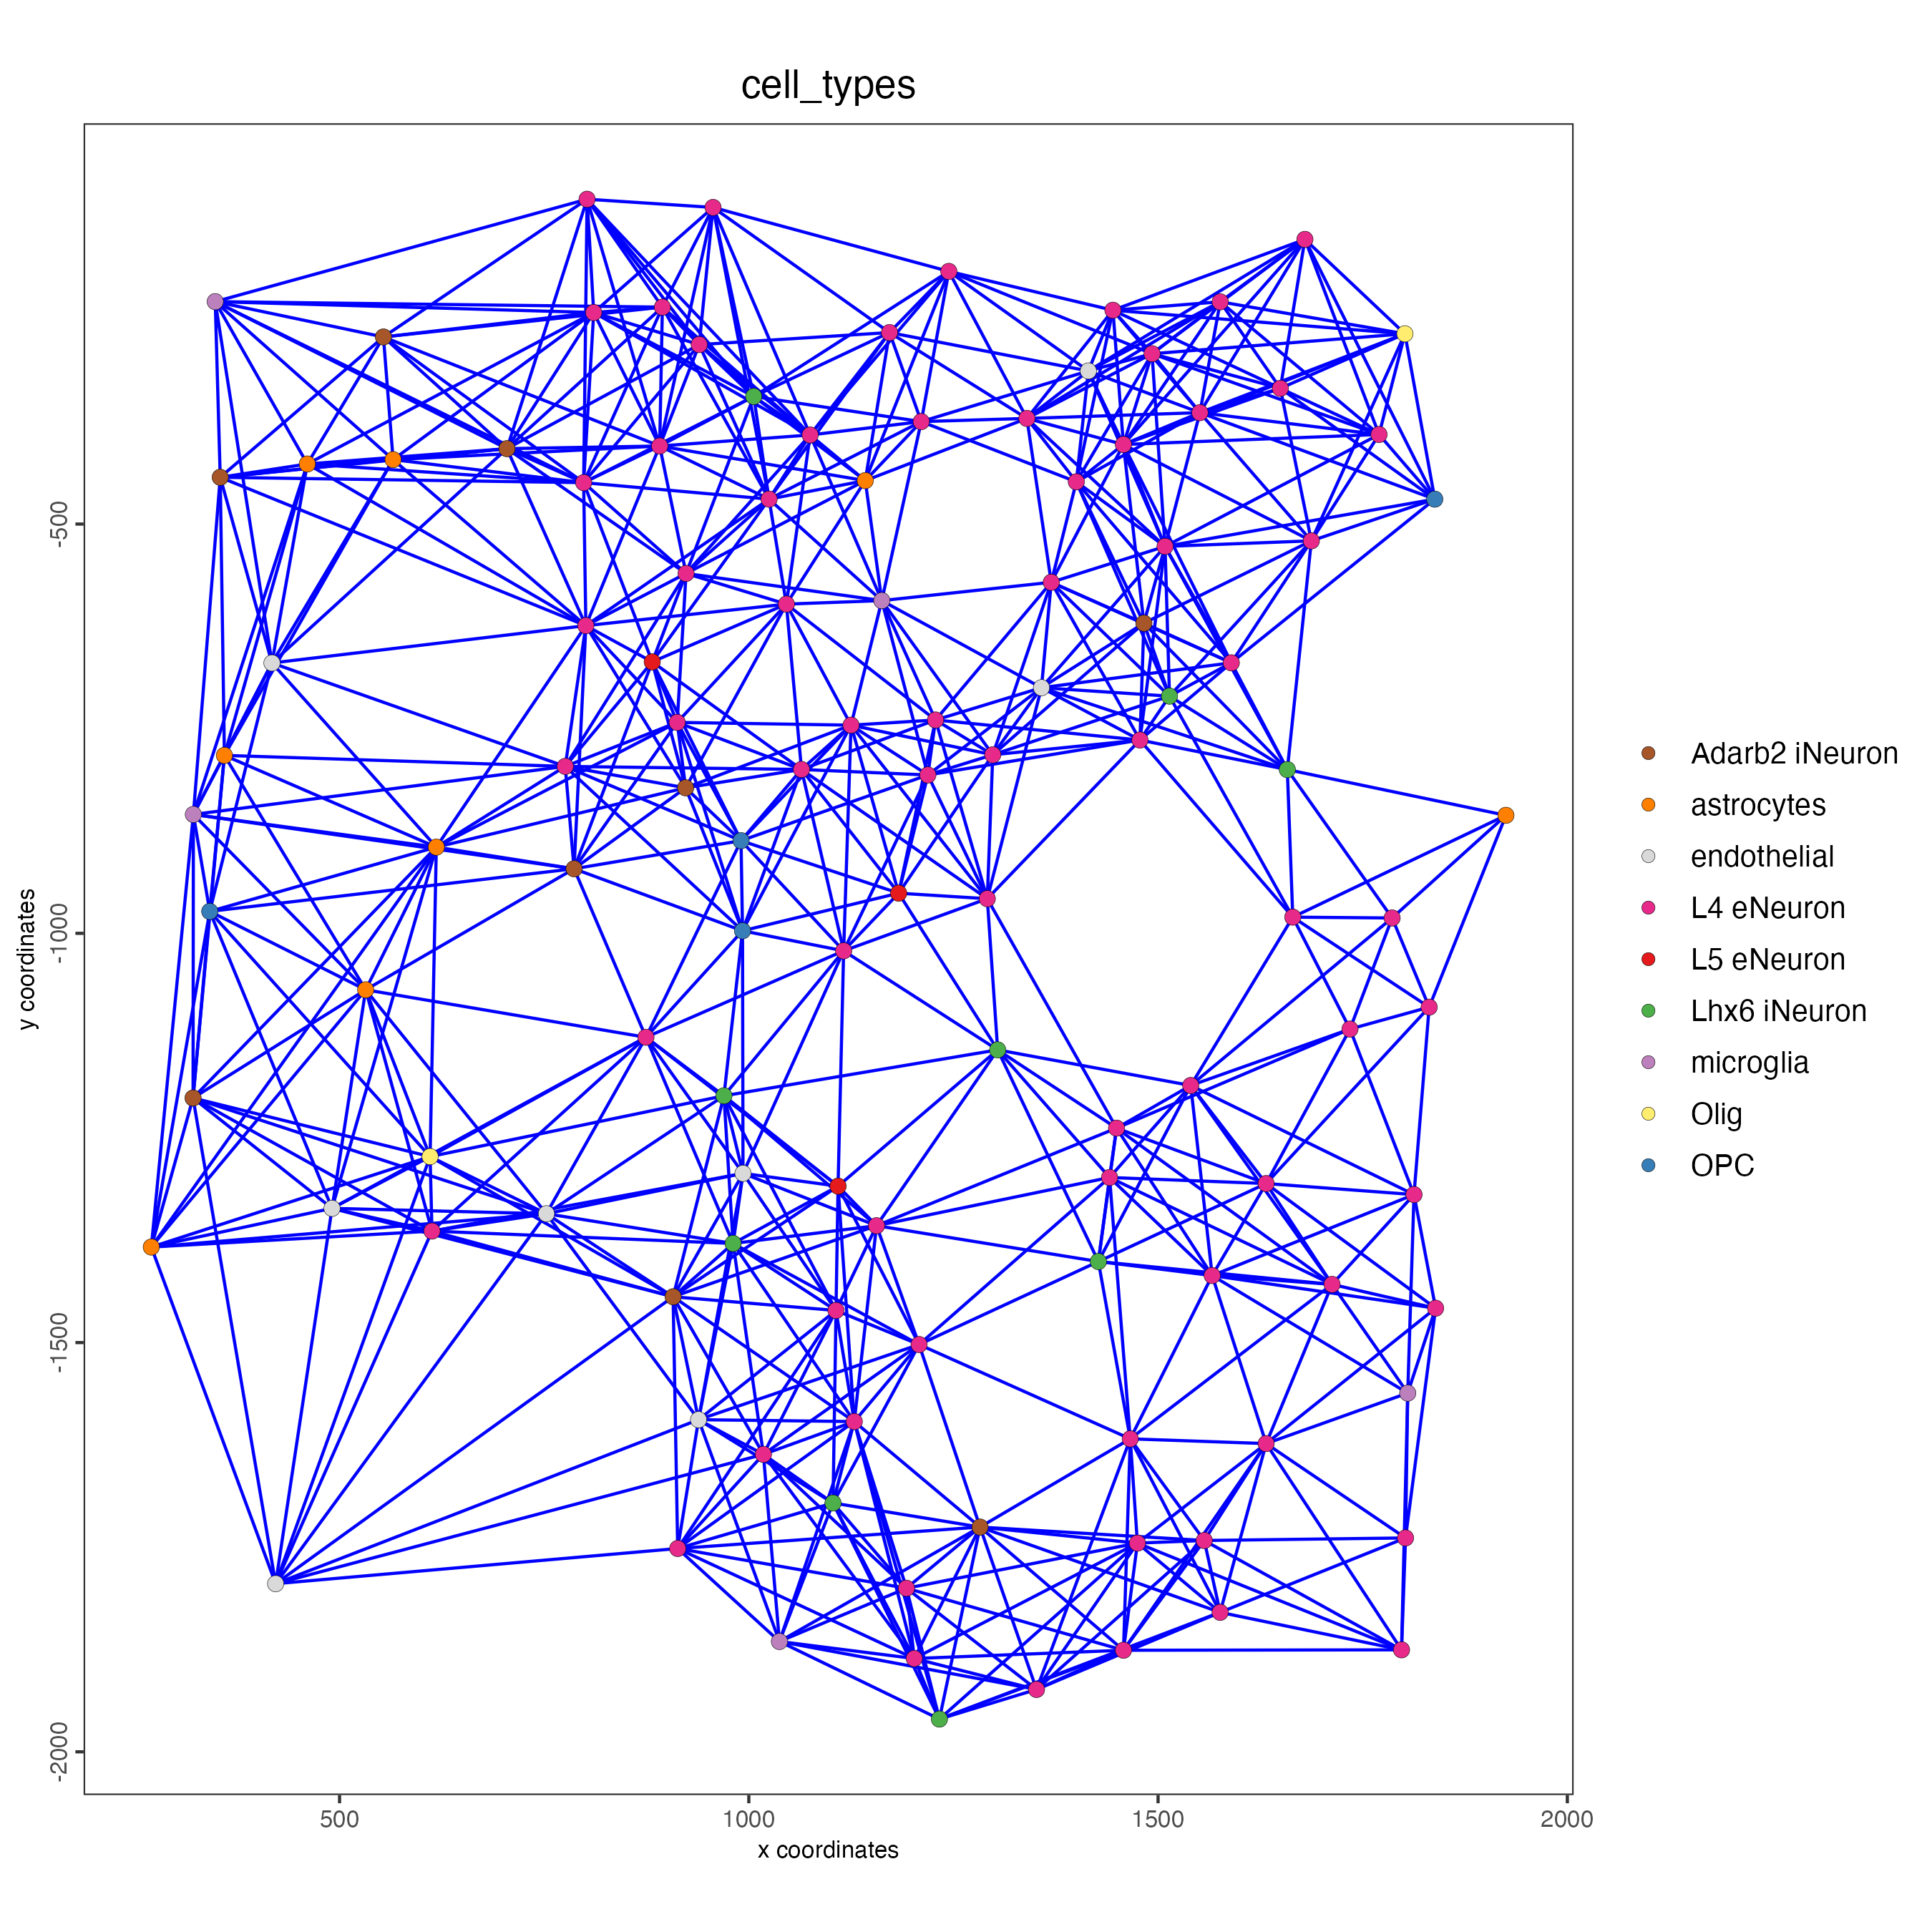 cell_types
y coordinates
-500
-1000
-1500
-2000
500
1000
1500
2000
x coordinates
Adarb2 iNeuron
astrocytes
endothelial
L4 eNeuron
L5 eNeuron
Lhx6 iNeuron
microglia
Olig
OPC